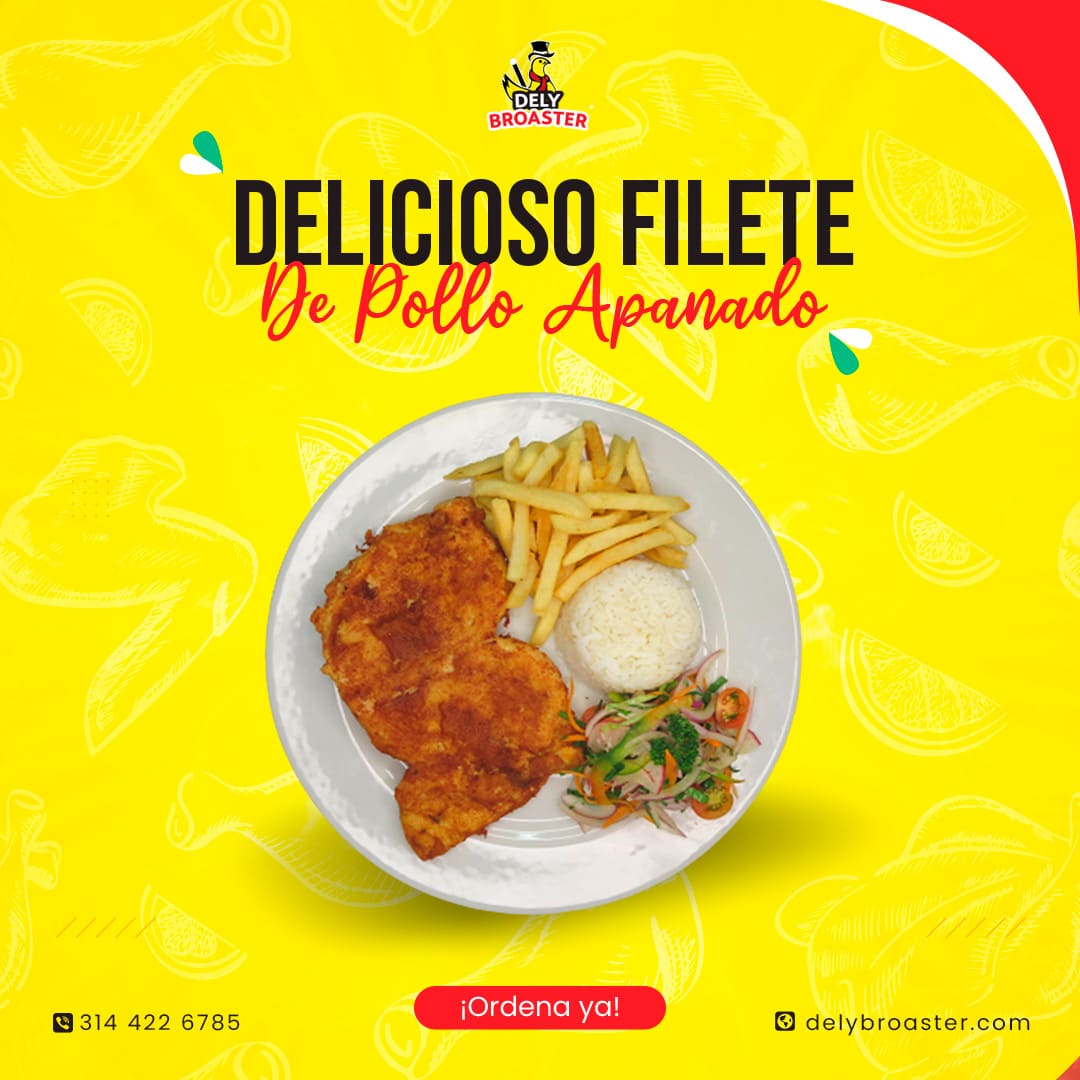 DELY
BROASTER
DELICIOSO FILETE
De Pollo Apanado
¡Ordena ya!
314 422 6785
delybroaster.com